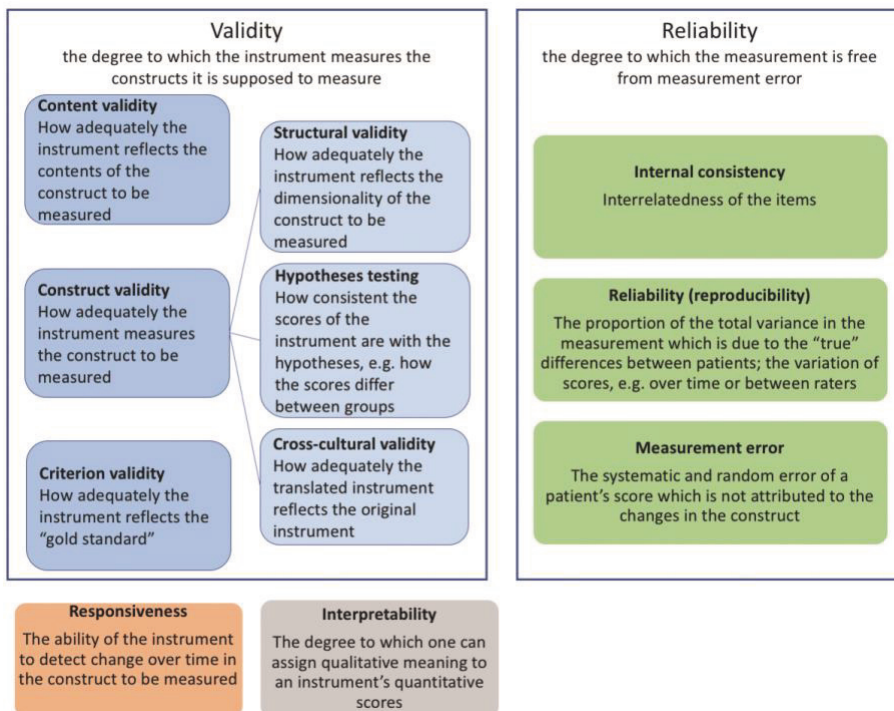 Validity
the degree to which the instrument measures the
constructs it is supposed to measure
Content validity
How adequately the
instrument reflects the
contents of the
construct to be
measured
Construct validity
How adequately the
instrument measures
the construct to be
measured
Criterion validity
How adequately the
instrument reflects the
“gold standard”
Structural validity
How adequately the
instrument reflects the
dimensionality of the
construct to be
measured
Hypotheses testing
How consistent the
scores of the
instrument are with the
hypotheses, e.g. how
the scores differ
between groups
Cross-cultural validity
How adequately the
translated instrument
reflects the original
instrument
Reliability
the degree to which the measurement is free
from measurement error
Internal consistency
Interrelatedness of the items
Reliability (reproducibility)
The proportion of the total variance in the
measurement which is due to the “true”
differences between patients; the variation of
scores, e.g. over time or between raters
Measurement error
The systematic and random error of a
patient’s score which is not attributed to the
changes in the construct
Responsiveness
The ability of the instrument
to detect change over time in
the construct to be measured
Interpretability
The degree to which one can
assign qualitative meaning to
an instrument’s quantitative
scores